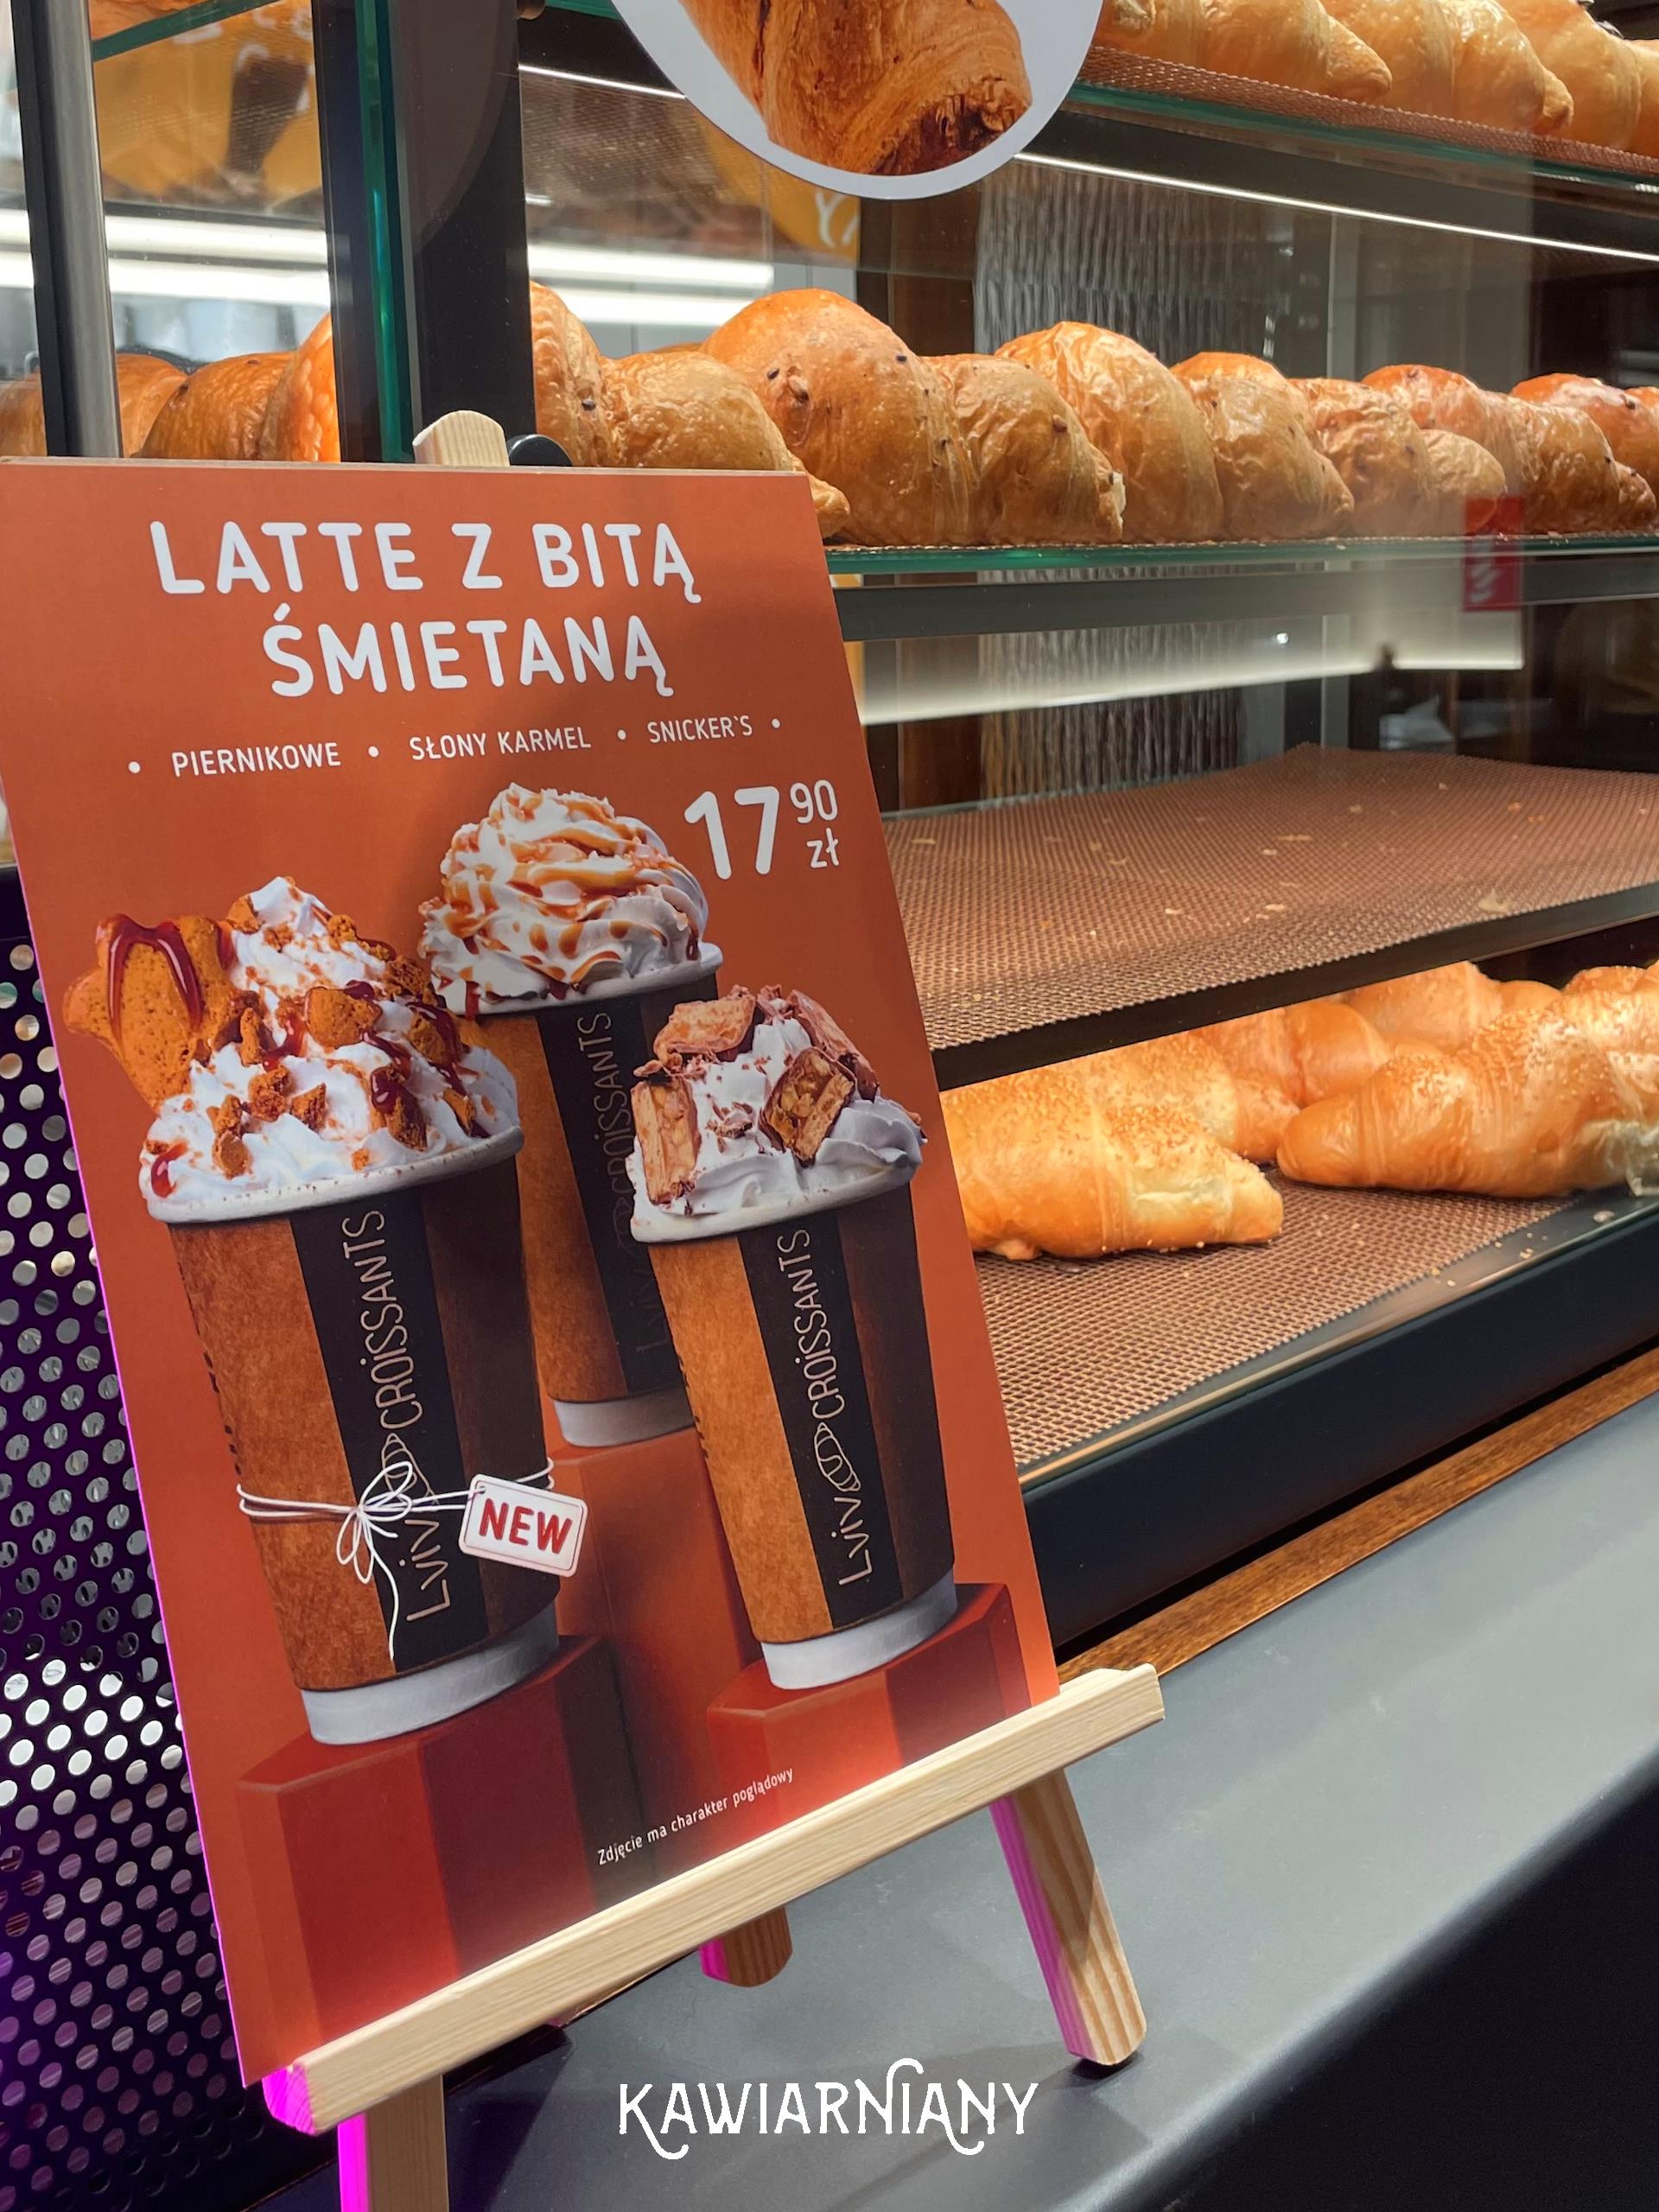 LATTE Z BITĄ
ŚMIETANĄ
• PIERNIKOWE • SŁONY KARMEL • SNICKER`S •
17 90
zł
CROISSANTS
LViV CROISSANTS
LViV CROISSANTS
NEW
Zdjęcie ma charakter poglądowy
KAWIARNIANY